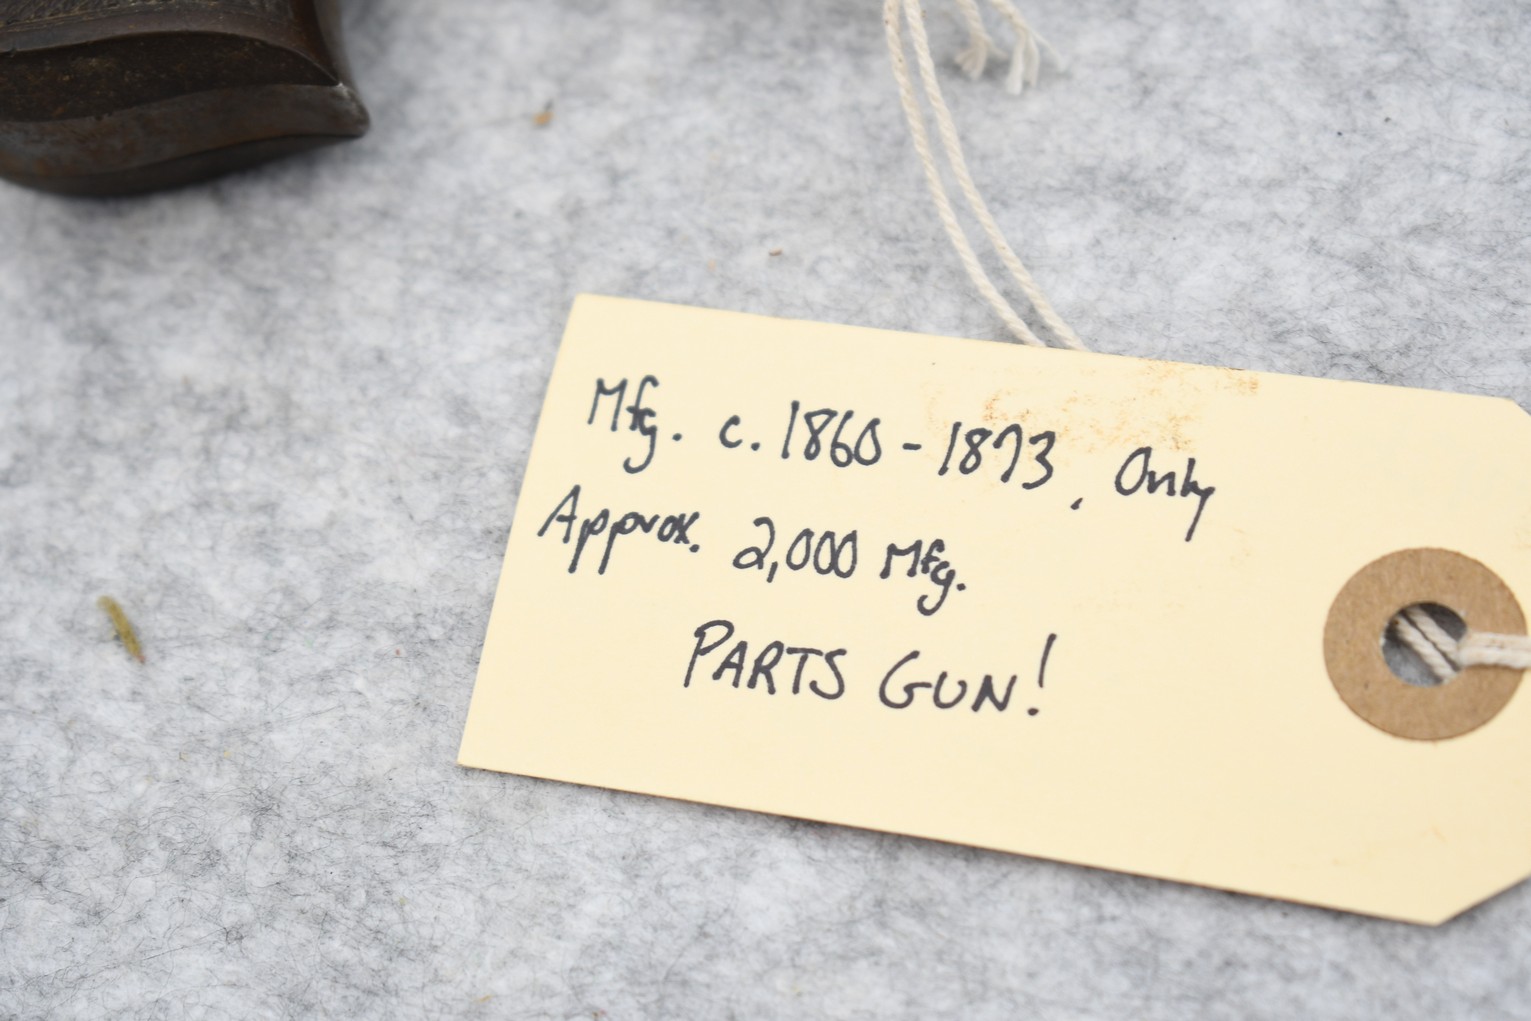 Mfg. c. 1860 - 1873, Only
Approx. 2,000 Mfg.
PARTS GUN!